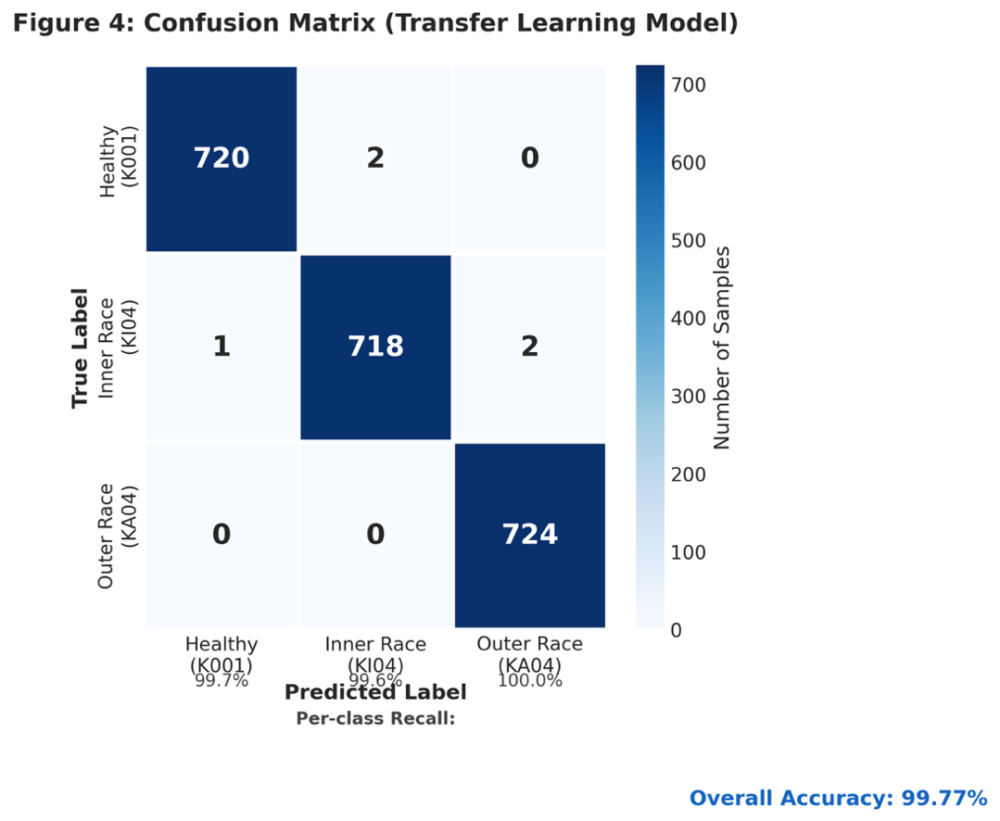 Figure 4: Confusion Matrix (Transfer Learning Model)
True Label
Healthy
(K001)
720 2 0
Inner Race
(KI04)
1 718 2
Outer Race
(KA04)
0 0 724
Healthy Inner Race Outer Race
(K001) (KI04) (KA04)
99.7% 99.6% 100.0%
Predicted Label
Per-class Recall:
700
600
500
400
300
200
100
0
Number of Samples
Overall Accuracy: 99.77%